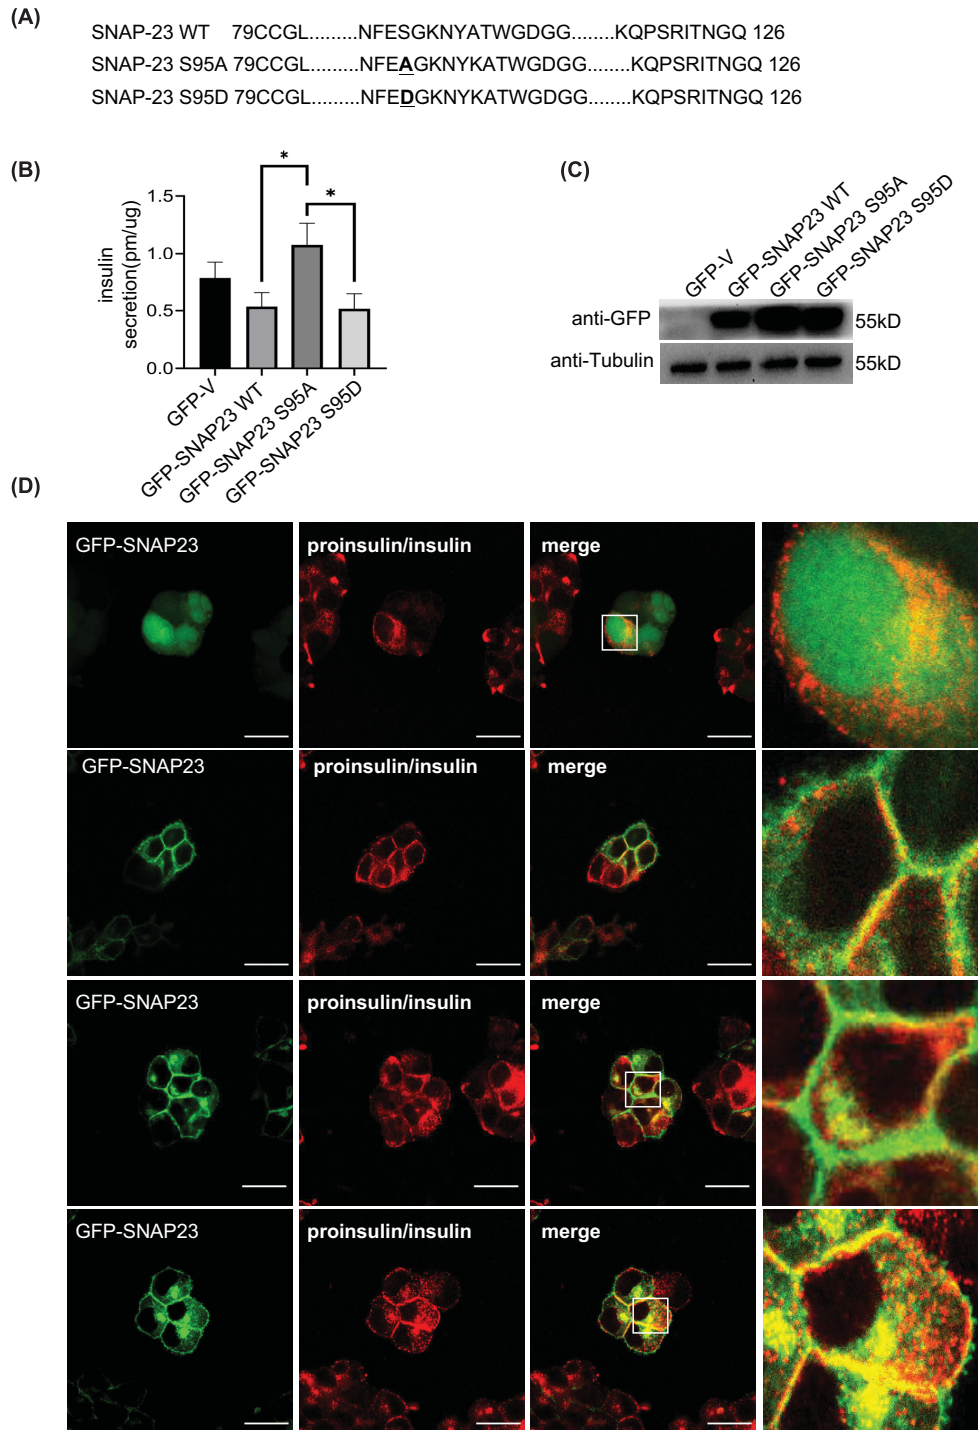 (A)
SNAP-23 WT 79CCGL.........NFESGKNYATWGDGG........KQPSRITNGQ 126
SNAP-23 S95A 79CCGL.........NFEAGKNYKATWGDGG........KQPSRITNGQ 126
SNAP-23 S95D 79CCGL.........NFEDGKNYKATWGDGG........KQPSRITNGQ 126
(B)
insulin
secretion(pm/ug)
1.5
1.0
0.5
0.0
*
*
GFP-V
GFP-SNAP23 WT
GFP-SNAP23 S95A
GFP-SNAP23 S95D
(C)
GFP-V
GFP-SNAP23 WT
GFP-SNAP23 S95A
GFP-SNAP23 S95D
anti-GFP 55kD
anti-Tubulin 55kD
(D)
GFP-SNAP23 proinsulin/insulin merge
GFP-SNAP23 proinsulin/insulin merge
GFP-SNAP23 proinsulin/insulin merge
GFP-SNAP23 proinsulin/insulin merge